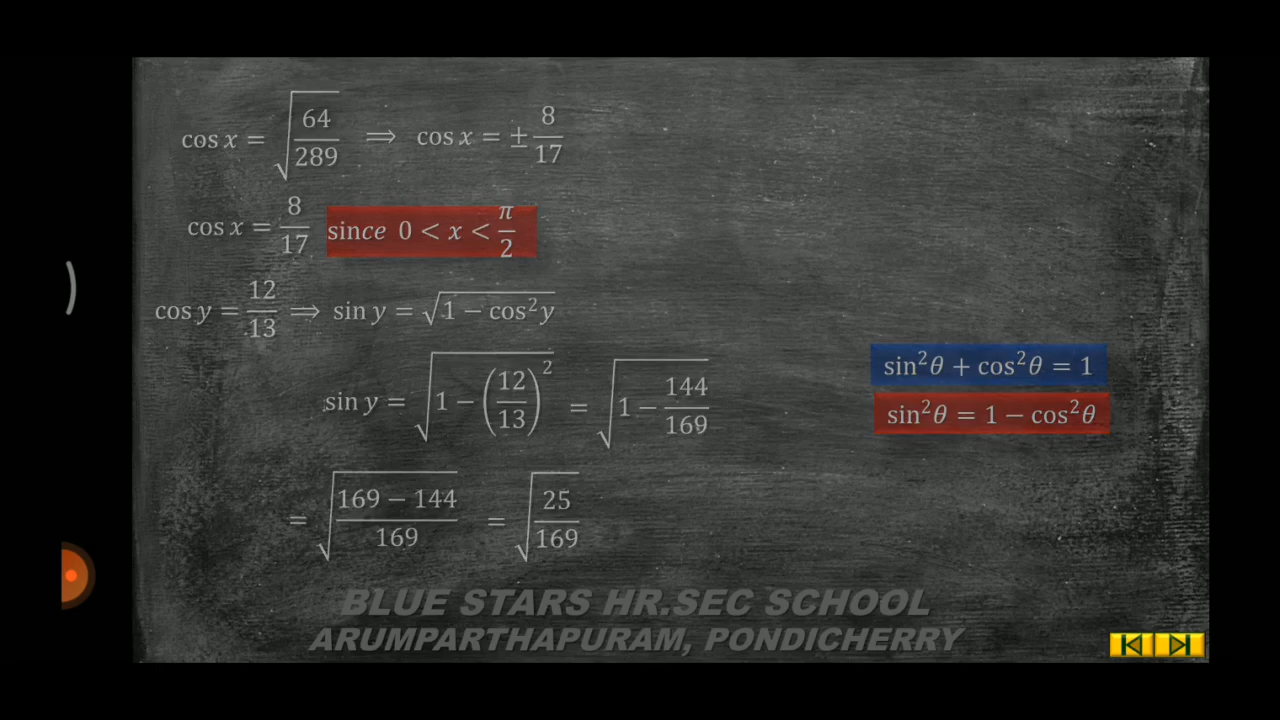 cos x = √(64/289) ⟹ cos x = ± 8/17
cos x = 8/17 since 0 < x < π/2
cos y = 12/13 ⟹ sin y = √(1 − cos²y)
sin²θ + cos²θ = 1
sin y = √(1 − (12/13)²) = √(1 − 144/169)
sin²θ = 1 − cos²θ
= √((169 − 144)/169) = √(25/169)
BLUE STARS HR.SEC SCHOOL
ARUMPARTHAPURAM, PONDICHERRY